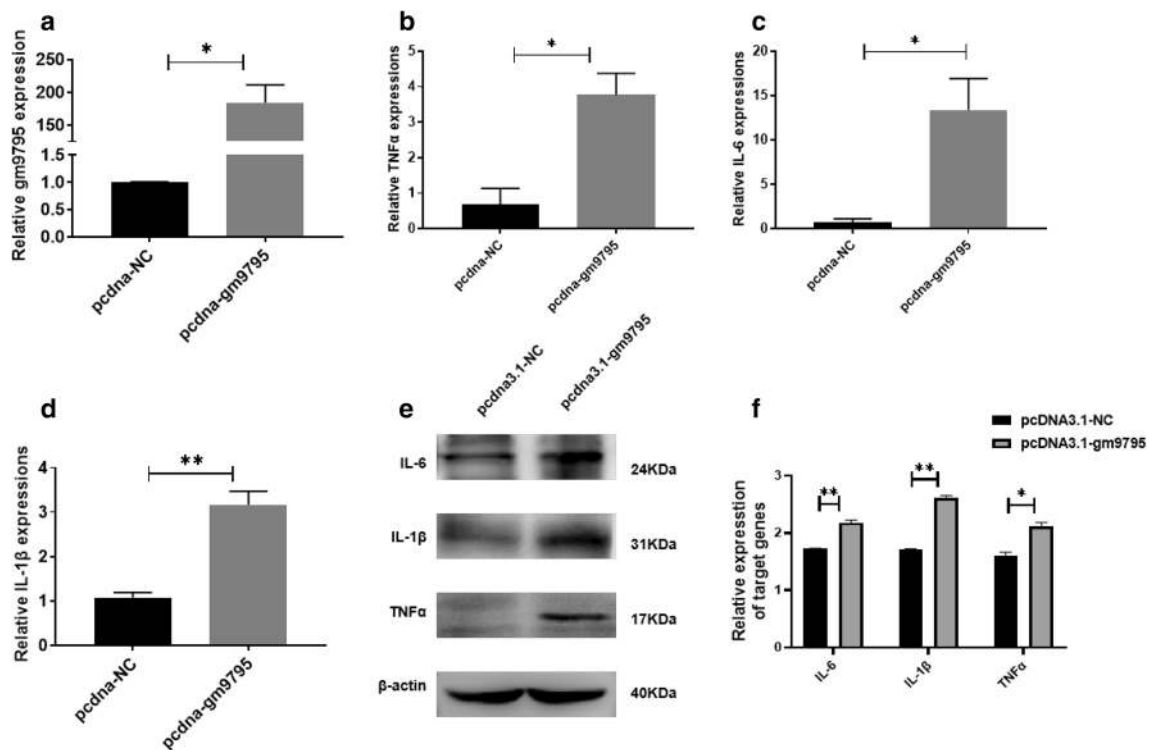 a
*
Relative gm9795 expression
250
200
150
100
1.5
1.0
0.5
0.0
pcdna-NC
pcdna-gm9795
b
*
Relative TNFα expressions
5
4
3
2
1
0
pcdna-NC
pcdna-gm9795
c
*
Relative IL-6 expressions
20
15
10
5
0
pcdna-NC
pcdna-gm9795
d
**
Relative IL-1β expressions
4
3
2
1
0
pcdna-NC
pcdna-gm9795
e
pcdna3.1-NC
pcdna3.1-gm9795
IL-6
24KDa
IL-1β
31KDa
TNFα
17KDa
β-actin
40KDa
f
pcDNA3.1-NC
pcDNA3.1-gm9795
Relative expresstion
of target genes
3
2
1
0
**
**
*
IL-6
IL-1β
TNFα